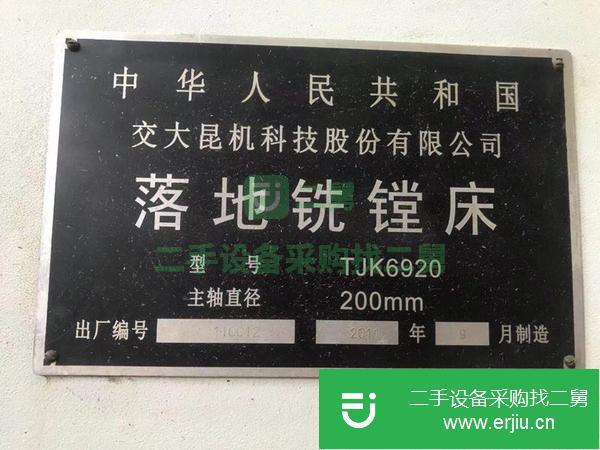 中华人民共和国
交大昆机科技股份有限公司
落地铣镗床
二舅
二手设备采购找二舅
型号 TJK6920
主轴直径 200mm
出厂编号 年 9 月制造
二手设备采购找二舅
www.erjiu.cn